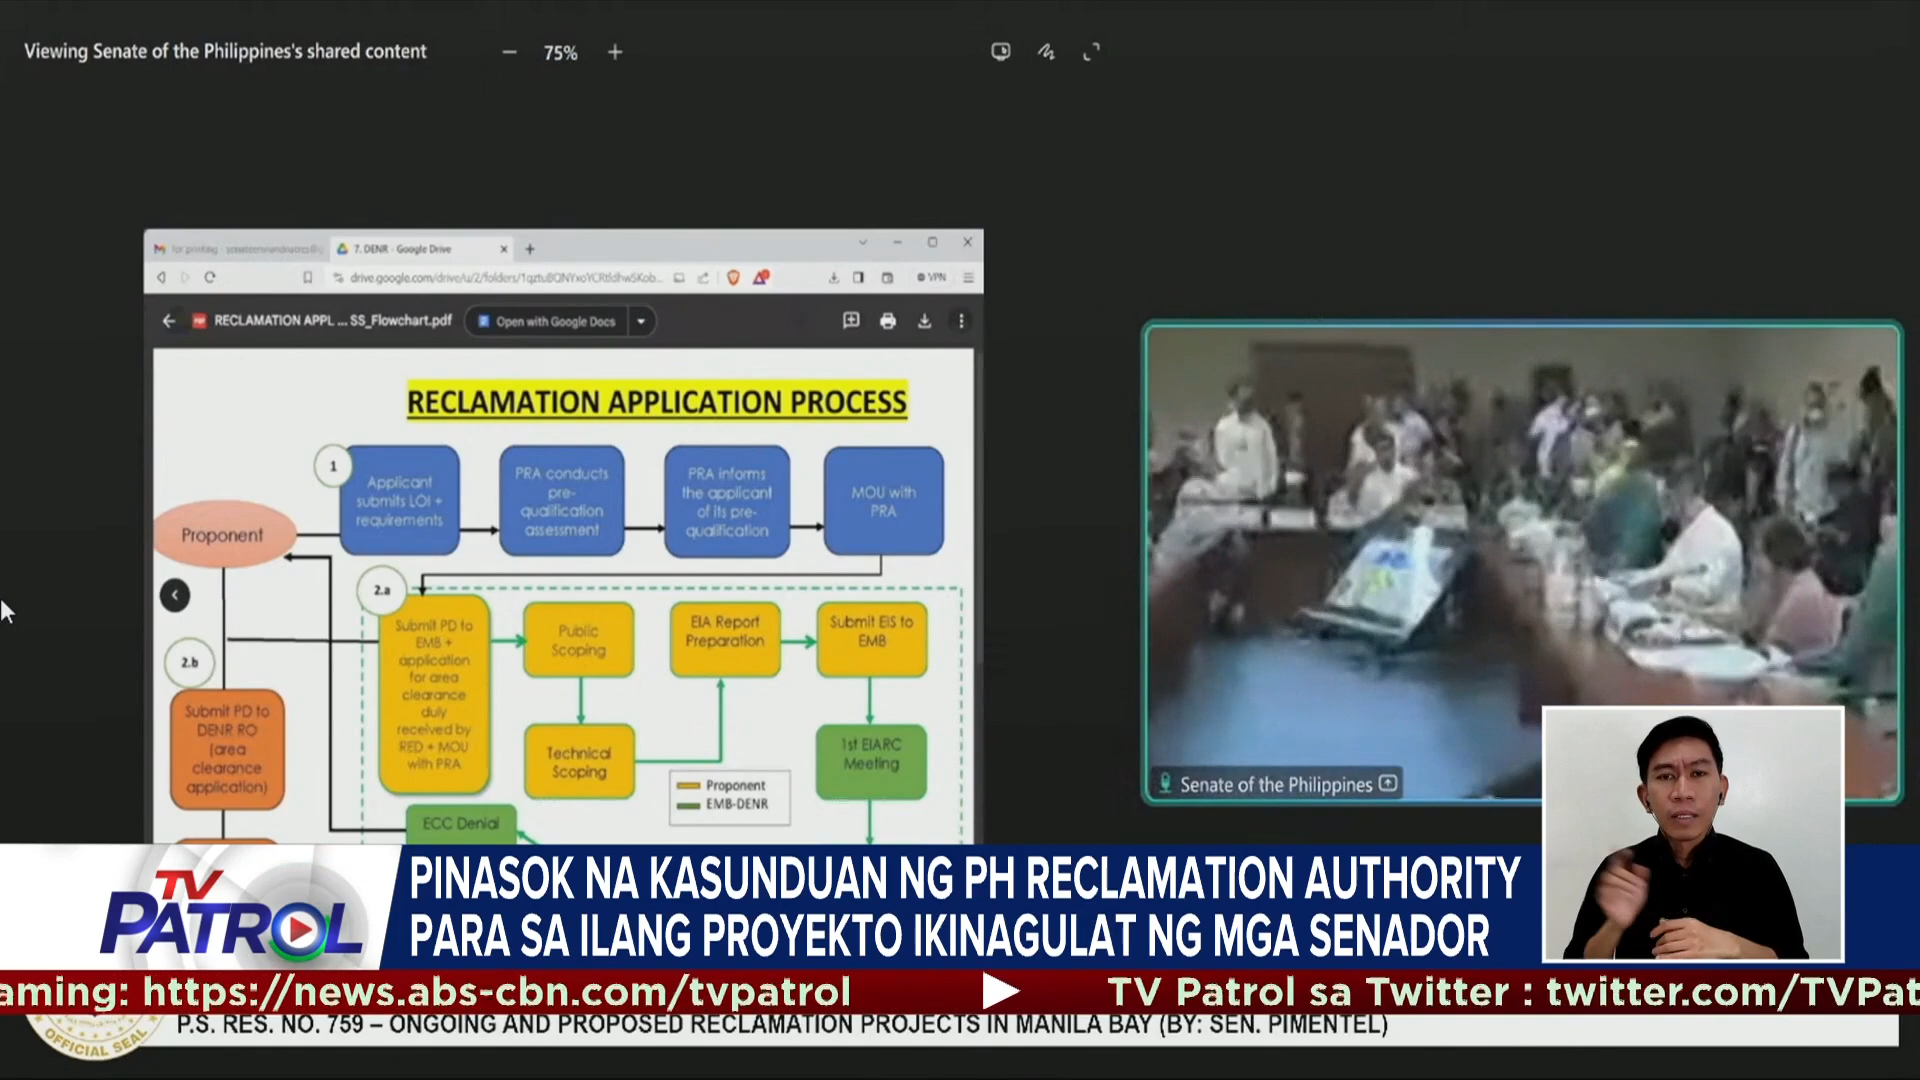 Viewing Senate of the Philippines's shared content
75%
7. DENR - Google Drive
VPN
RECLAMATION APPL ... SS_Flowchart.pdf
Open with Google Docs
RECLAMATION APPLICATION PROCESS
1
Applicant
submits LOI +
requirements
PRA conducts
pre-
qualification
assessment
PRA informs
the applicant
of its pre-
qualification
MOU with
PRA
Proponent
2.a
Submit PD to
EMB +
application
for area
clearance
duly
received by
RED + MOU
with PRA
Public
Scoping
EIA Report
Preparation
Submit EIS to
EMB
2.b
Submit PD to
DENR RO
(area
clearance
application)
Technical
Scoping
1st EIARC
Meeting
Proponent
EMB-DENR
ECC Denial
Senate of the Philippines
TV
PATROL
PINASOK NA KASUNDUAN NG PH RECLAMATION AUTHORITY
PARA SA ILANG PROYEKTO IKINAGULAT NG MGA SENADOR
aming: https://news.abs-cbn.com/tvpatrol
TV Patrol sa Twitter : twitter.com/TVPat
P.S. RES. NO. 759 – ONGOING AND PROPOSED RECLAMATION PROJECTS IN MANILA BAY (BY: SEN. PIMENTEL)
OFFICIAL SEAL